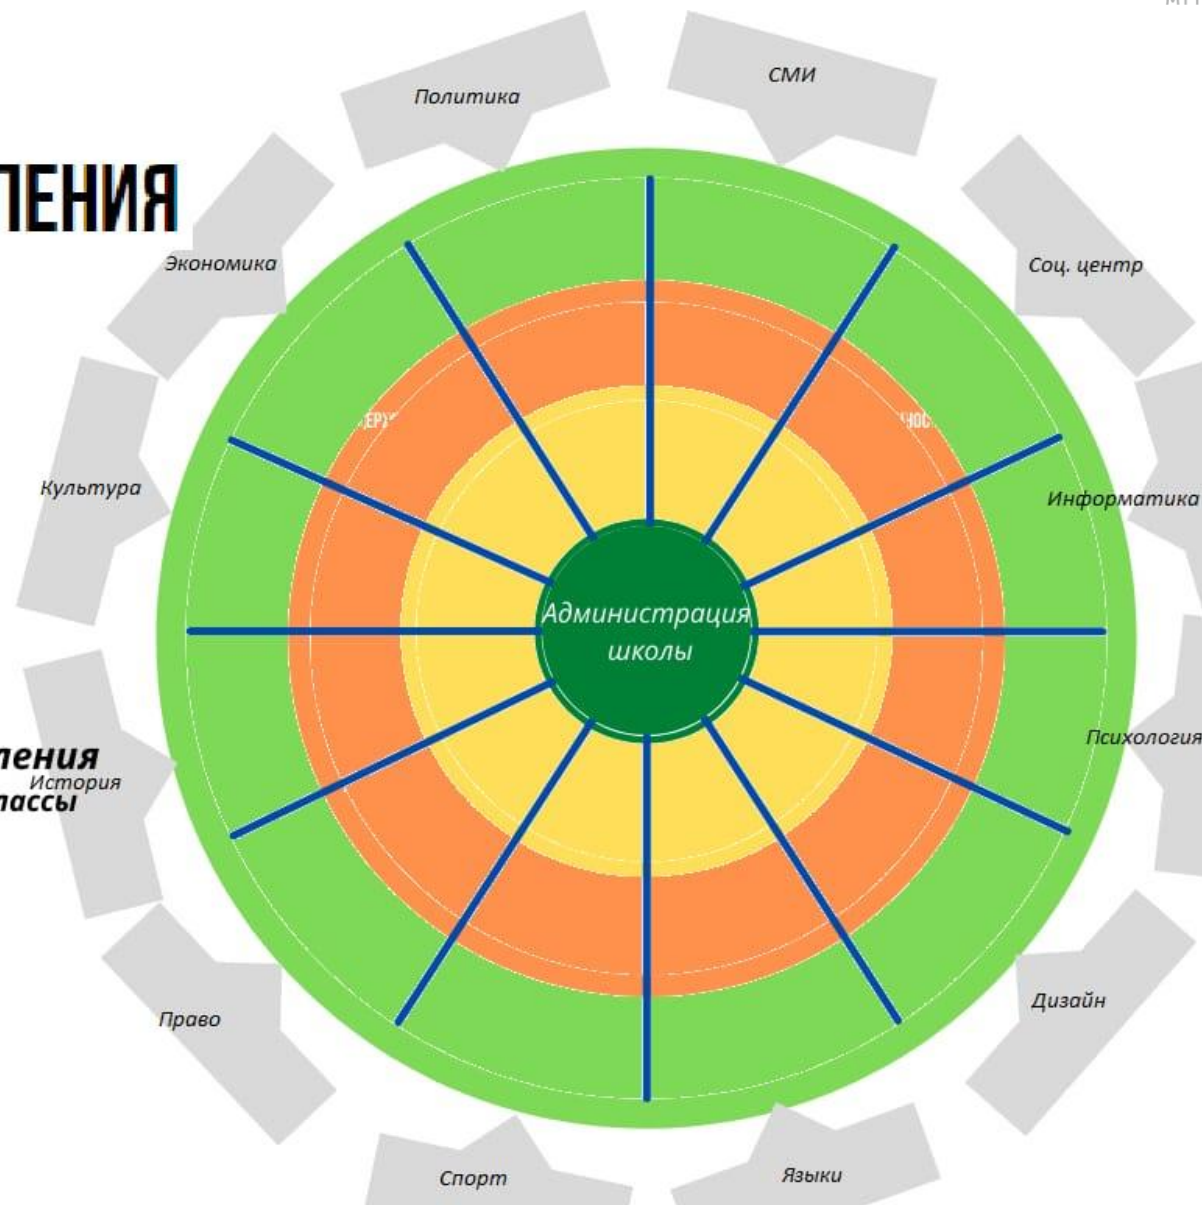 СМИ
Политика
ЛЕНИЯ
Экономика
Соц. центр
Культура
Информатика
Администрация
школы
Психология
ления
История
лассы
Право
Дизайн
Спорт
Языки